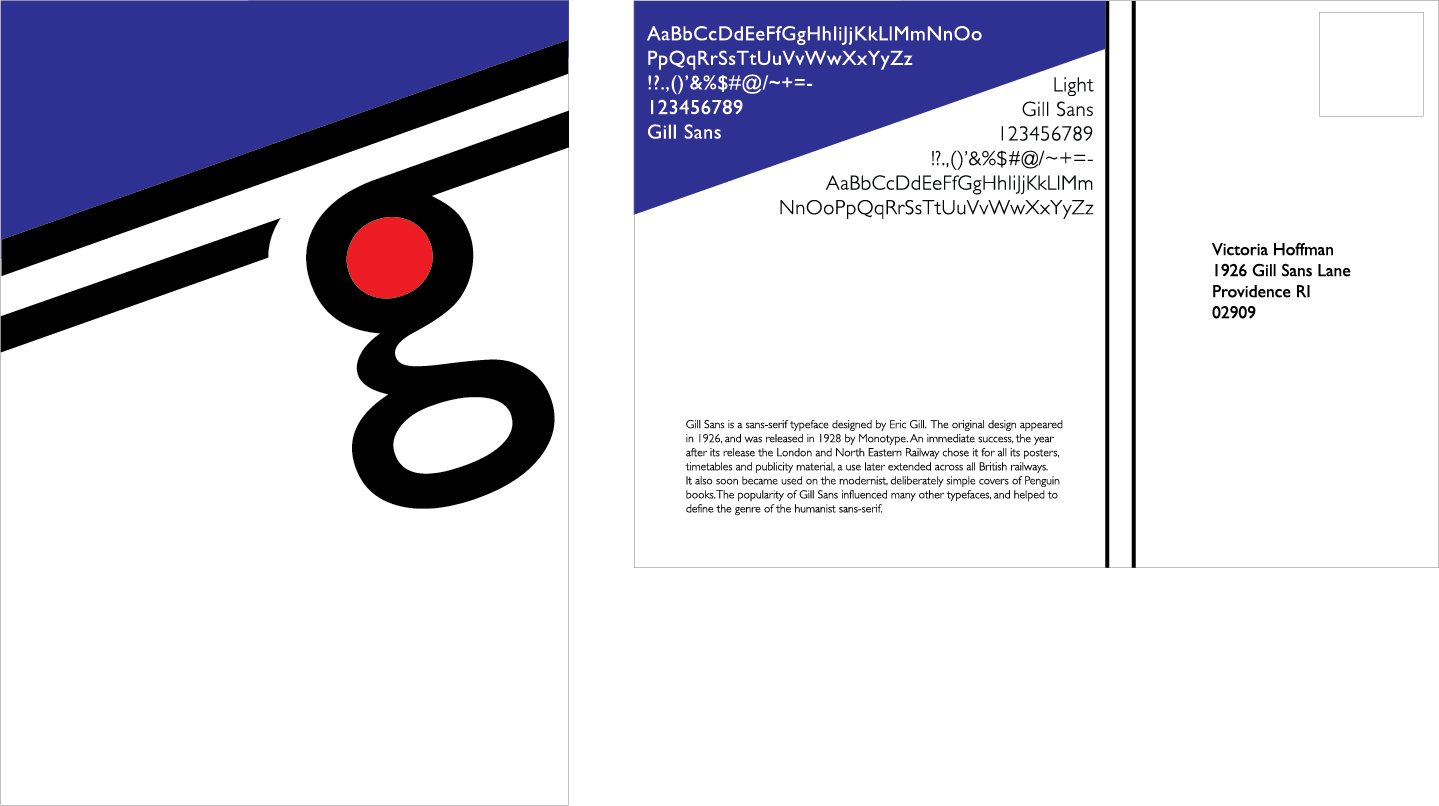 g
AaBbCcDdEeFfGgHhIiJjKkLlMmNnOo
PpQqRrSsTtUuVvWwXxYyZz
!?.,()’&%$#@/~+=-
123456789
Gill Sans
Light
Gill Sans
123456789
!?.,()’&%$#@/~+=-
AaBbCcDdEeFfGgHhIiJjKkLlMm
NnOoPpQqRrSsTtUuVvWwXxYyZz
Gill Sans is a sans-serif typeface designed by Eric Gill. The original design appeared
in 1926, and was released in 1928 by Monotype. An immediate success, the year
after its release the London and North Eastern Railway chose it for all its posters,
timetables and publicity material, a use later extended across all British railways.
It also soon became used on the modernist, deliberately simple covers of Penguin
books. The popularity of Gill Sans influenced many other typefaces, and helped to
define the genre of the humanist sans-serif.
Victoria Hoffman
1926 Gill Sans Lane
Providence RI
02909